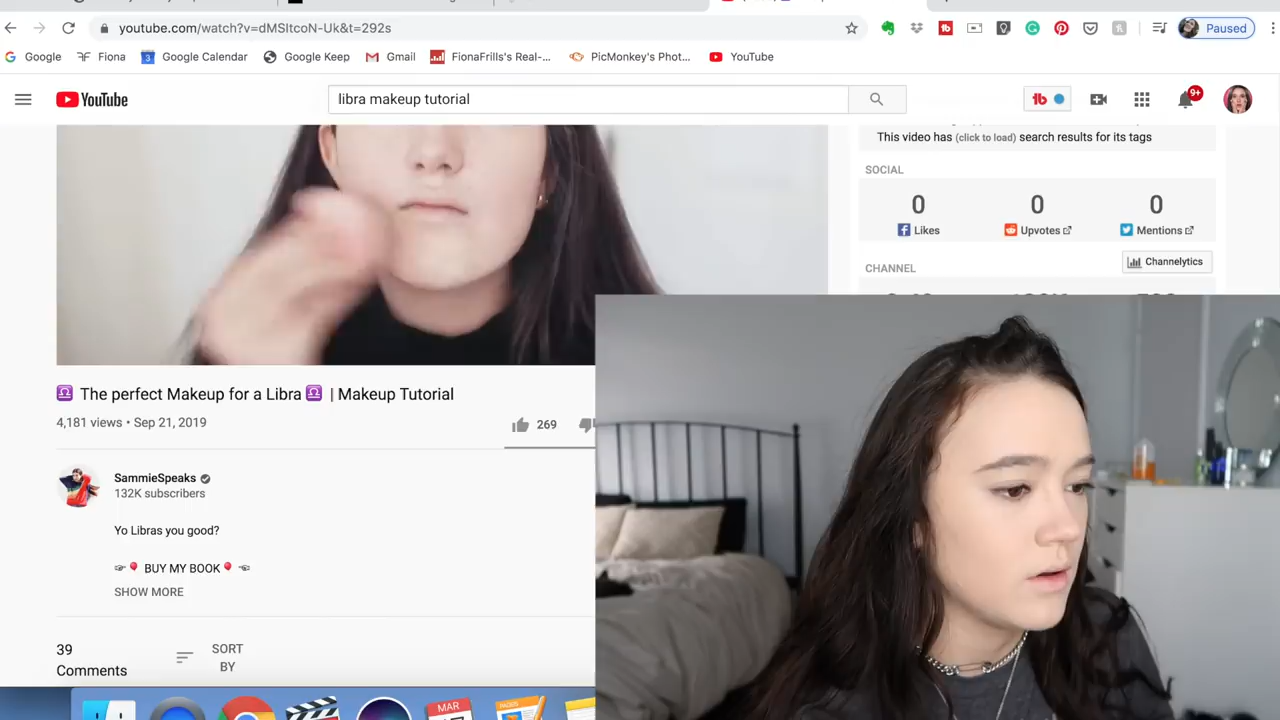 youtube.com/watch?v=dMSltcoN-Uk&t=292s
Paused
Google
Fiona
Google Calendar
Google Keep
Gmail
FionaFrills's Real-...
PicMonkey's Phot...
YouTube
YouTube
libra makeup tutorial
tb
9+
This video has (click to load) search results for its tags
SOCIAL
0 0 0
Likes Upvotes Mentions
CHANNEL
Channelytics
♎ The perfect Makeup for a Libra ♎ | Makeup Tutorial
4,181 views • Sep 21, 2019
269
SammieSpeaks
132K subscribers
Yo Libras you good?
☞🎈 BUY MY BOOK🎈 ☜
SHOW MORE
39
Comments
SORT
BY
MAR
PAGES